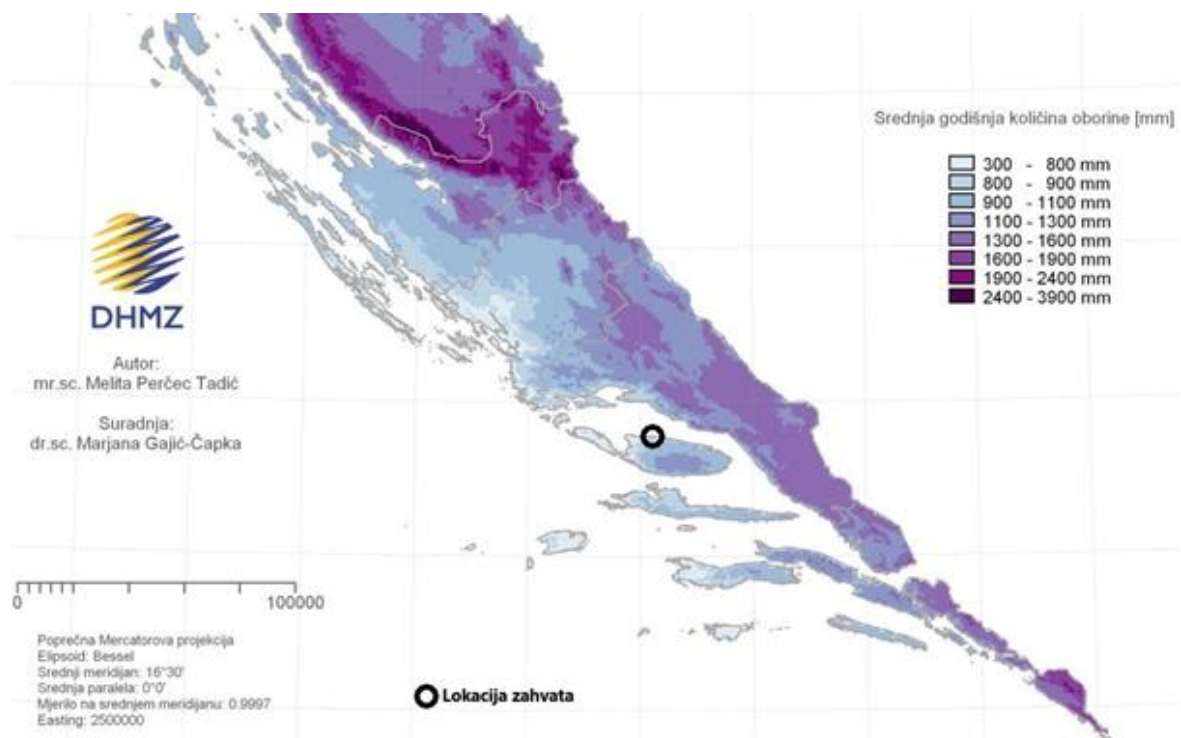 Srednja godišnja količina oborine [mm]
300 - 800 mm
800 - 900 mm
900 - 1100 mm
1100 - 1300 mm
1300 - 1600 mm
1600 - 1900 mm
1900 - 2400 mm
2400 - 3900 mm
DHMZ
Autor:
mr.sc. Melita Perčec Tadić
Suradnja:
dr.sc. Marjana Gajić-Čapka
0 100000
Poprečna Mercatorova projekcija
Elipsoid: Bessel
Srednji meridijan: 16°30'
Srednja paralela: 0°0'
Mjerilo na srednjem meridijanu: 0.9997
Easting: 2500000
Lokacija zahvata